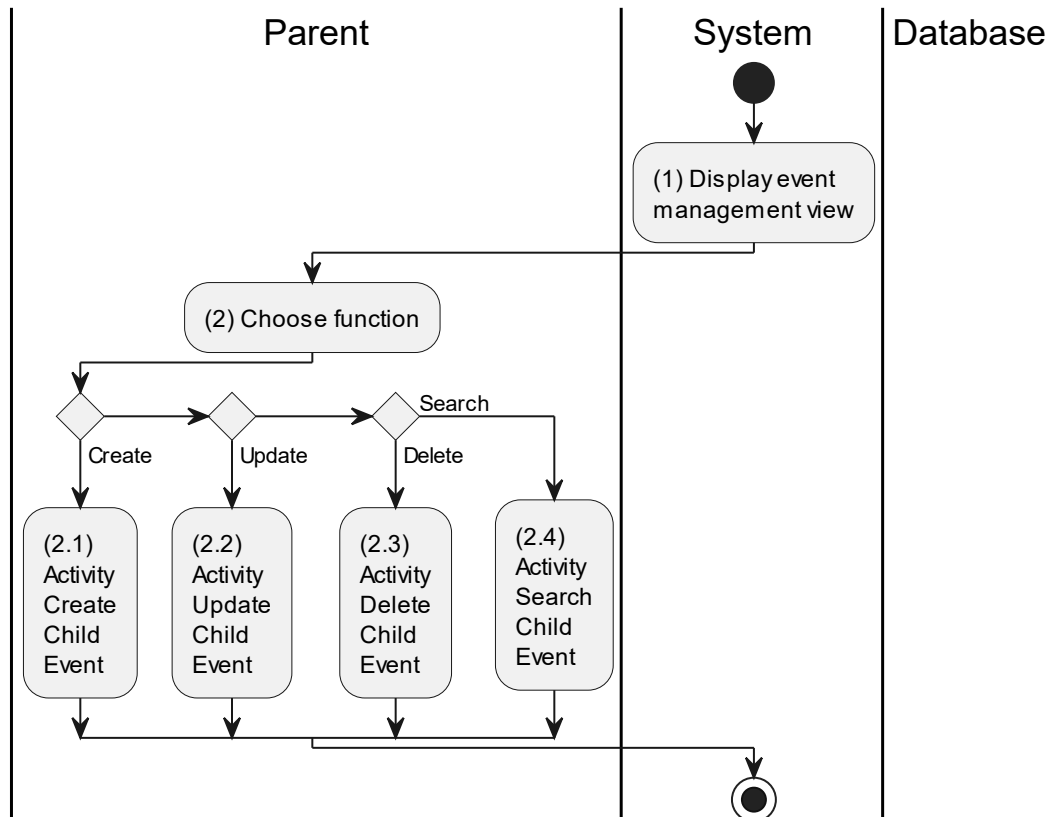 Parent
System
Database
(1) Display event
management view
(2) Choose function
Search
Create
Update
Delete
(2.1)
Activity
Create
Child
Event
(2.2)
Activity
Update
Child
Event
(2.3)
Activity
Delete
Child
Event
(2.4)
Activity
Search
Child
Event